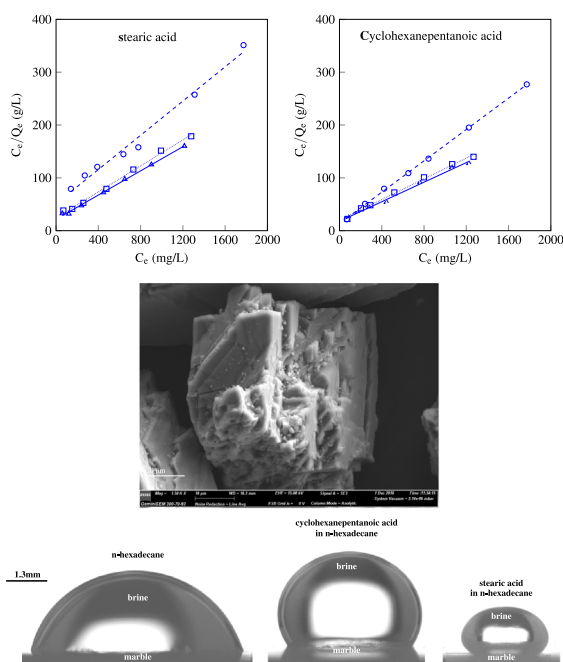 stearic acid
400
300
200
100
0
Cₑ/Qₑ (g/L)
0 400 800 1200 1600 2000
Cₑ (mg/L)
Cyclohexanepentanoic acid
400
300
200
100
0
Cₑ/Qₑ (g/L)
0 400 800 1200 1600 2000
Cₑ (mg/L)
cyclohexanepentanoic acid
in n-hexadecane
n-hexadecane
stearic acid
in n-hexadecane
1.3mm
brine
brine
brine
marble
marble
marble